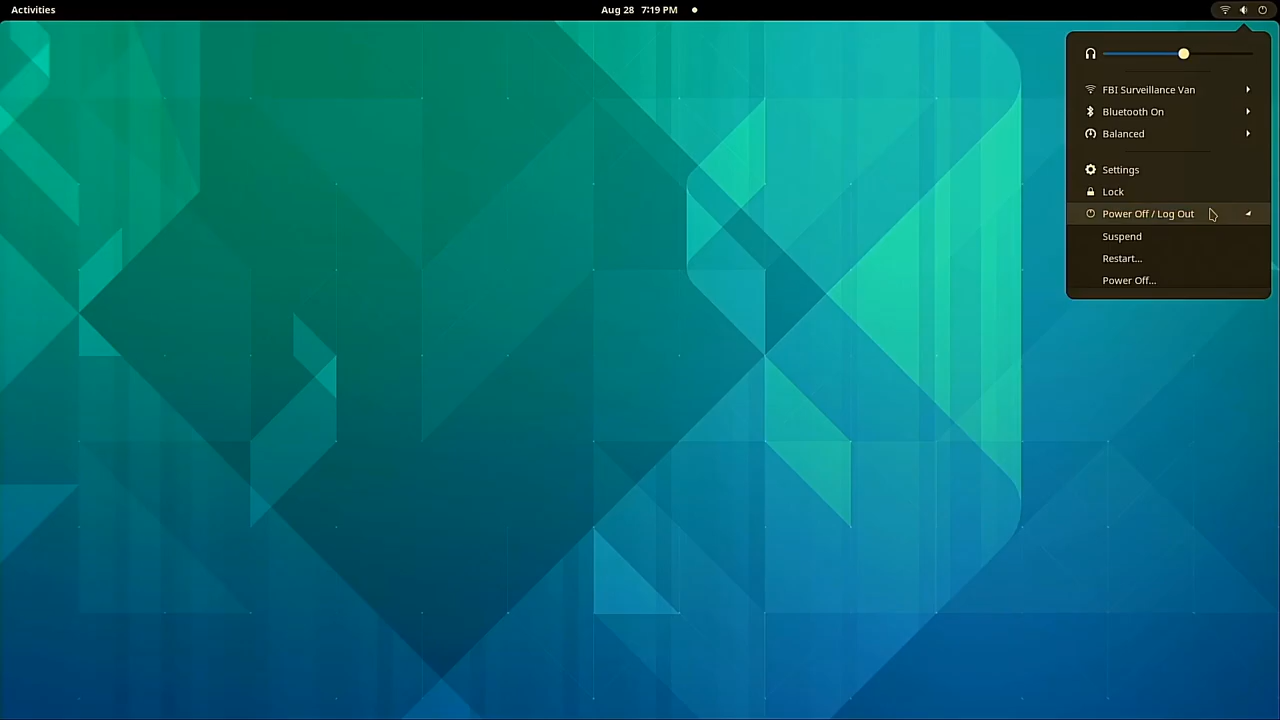 Activities
Aug 28 7:19 PM
FBI Surveillance Van
Bluetooth On
Balanced
Settings
Lock
Power Off / Log Out
Suspend
Restart...
Power Off...